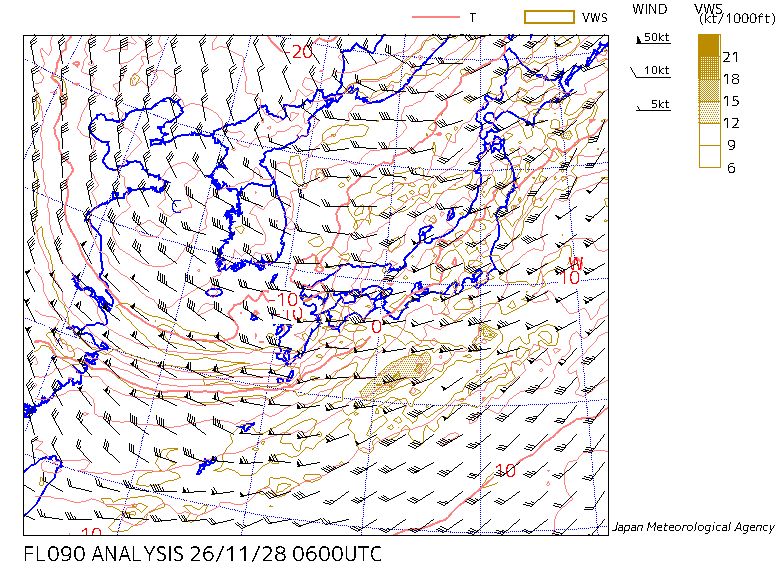 T
VWS
WIND
VWS
(kt/1000ft)
50kt
10kt
5kt
21
18
15
12
9
6
-20
C
W
10
-10
-10
0
10
10
Japan Meteorological Agency
FL090 ANALYSIS 26/11/28 0600UTC